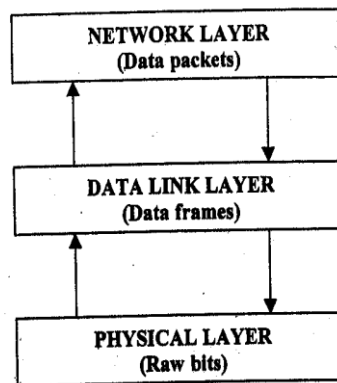 NETWORK LAYER
(Data packets)
DATA LINK LAYER
(Data frames)
PHYSICAL LAYER
(Raw bits)